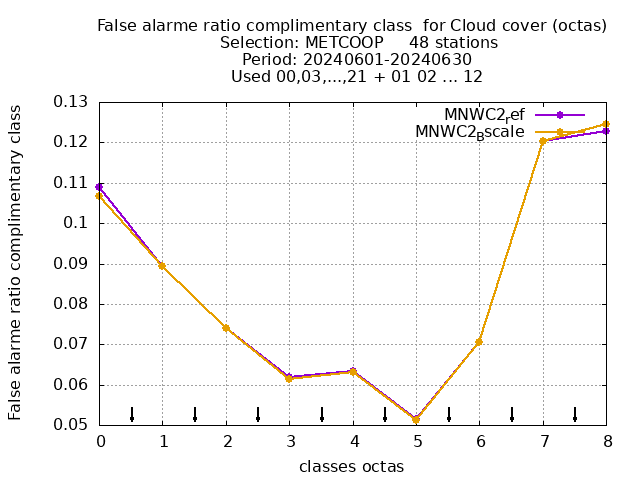 False alarme ratio complimentary class  for Cloud cover (octas)
Selection: METCOOP     48 stations
Period: 20240601-20240630
Used 00,03,...,21 + 01 02 ... 12
MNWC2_ref
MNWC2_Bscale
False alarme ratio complimentary class
0.13
0.12
0.11
0.1
0.09
0.08
0.07
0.06
0.05
0 1 2 3 4 5 6 7 8
classes octas